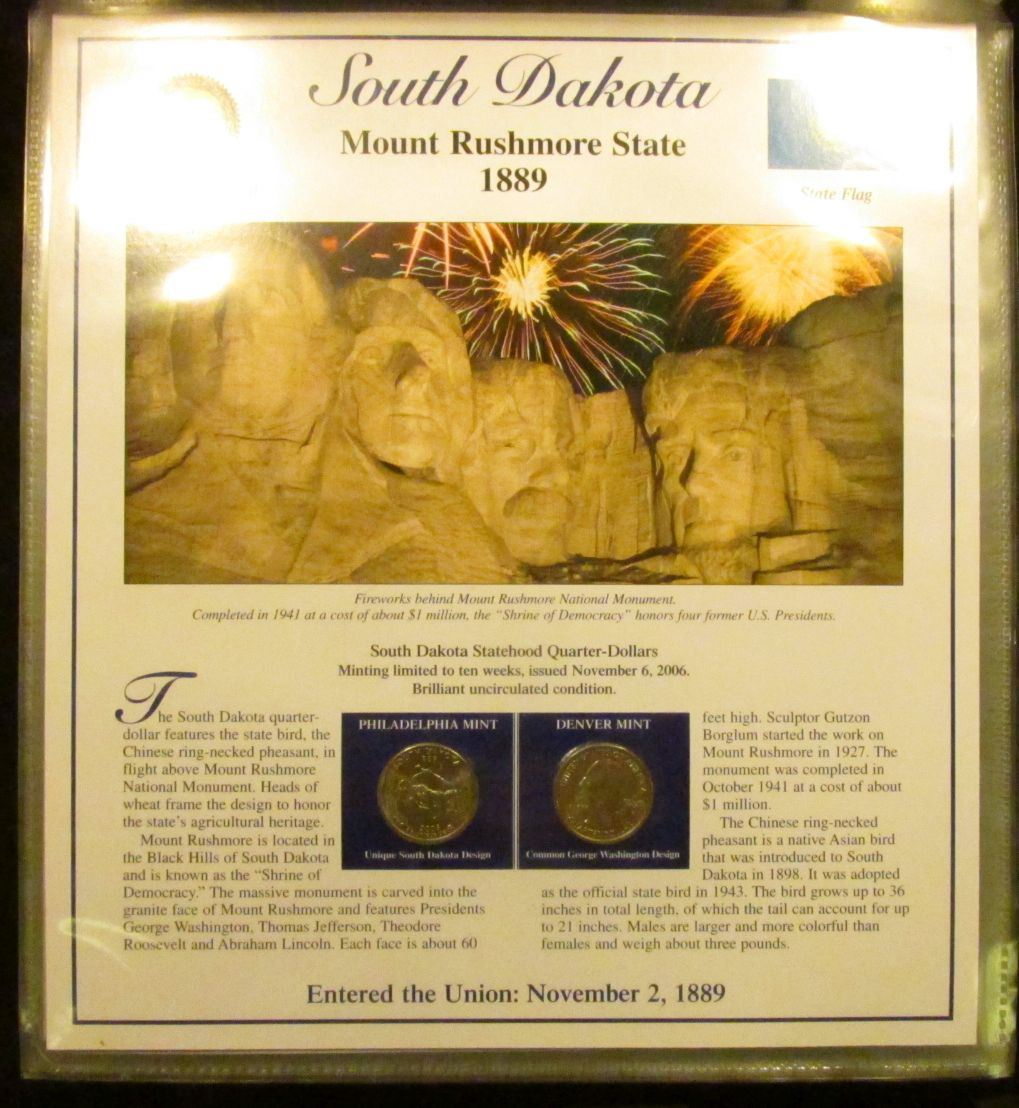 South Dakota
Mount Rushmore State
1889
State Flag
Fireworks behind Mount Rushmore National Monument.
Completed in 1941 at a cost of about $1 million, the "Shrine of Democracy" honors four former U.S. Presidents.
South Dakota Statehood Quarter-Dollars
Minting limited to ten weeks, issued November 6, 2006.
Brilliant uncirculated condition.
The South Dakota quarter-
dollar features the state bird, the
Chinese ring-necked pheasant, in
flight above Mount Rushmore
National Monument. Heads of
wheat frame the design to honor
the state's agricultural heritage.
Mount Rushmore is located in
the Black Hills of South Dakota
and is known as the "Shrine of
Democracy." The massive monument is carved into the
granite face of Mount Rushmore and features Presidents
George Washington, Thomas Jefferson, Theodore
Roosevelt and Abraham Lincoln. Each face is about 60
PHILADELPHIA MINT
Unique South Dakota Design
DENVER MINT
Common George Washington Design
feet high. Sculptor Gutzon
Borglum started the work on
Mount Rushmore in 1927. The
monument was completed in
October 1941 at a cost of about
$1 million.
The Chinese ring-necked
pheasant is a native Asian bird
that was introduced to South
Dakota in 1898. It was adopted
as the official state bird in 1943. The bird grows up to 36
inches in total length, of which the tail can account for up
to 21 inches. Males are larger and more colorful than
females and weigh about three pounds.
Entered the Union: November 2, 1889